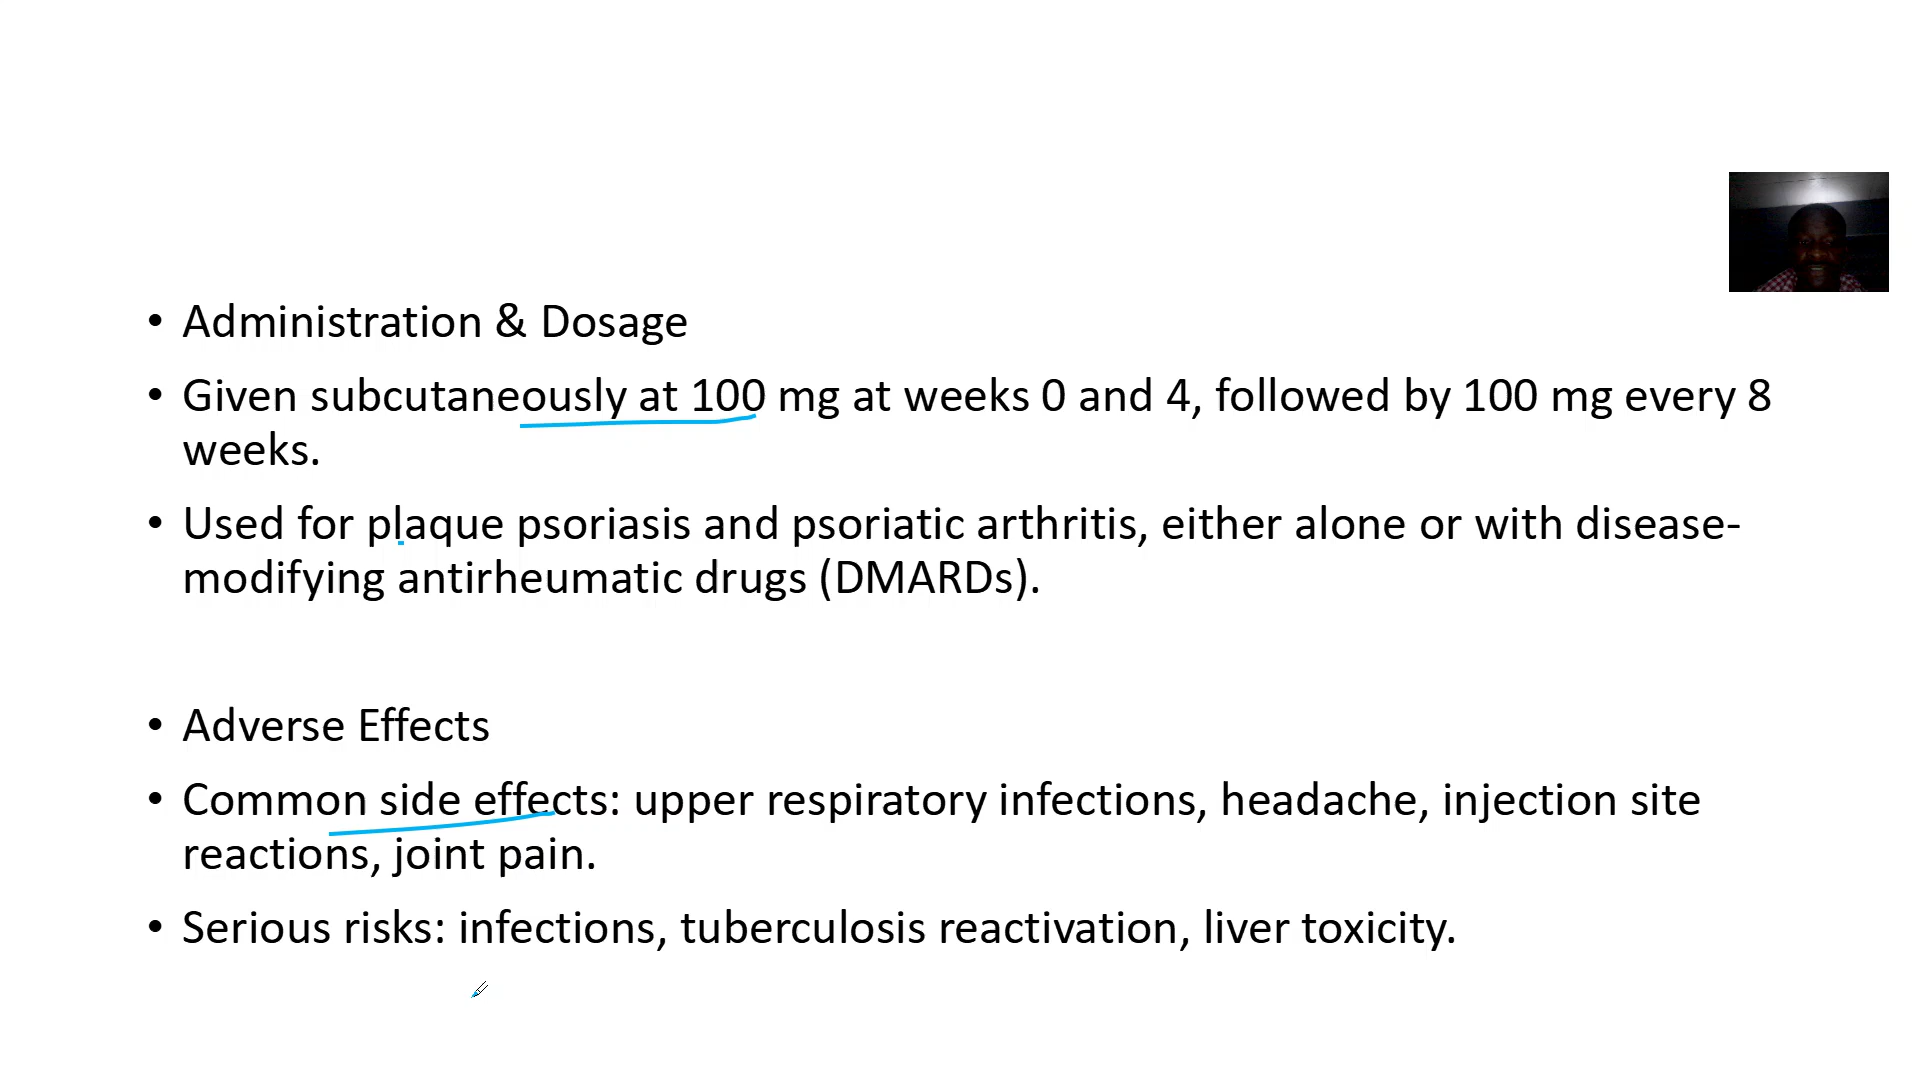 • Administration & Dosage
• Given subcutaneously at 100 mg at weeks 0 and 4, followed by 100 mg every 8
weeks.
• Used for plaque psoriasis and psoriatic arthritis, either alone or with disease-
modifying antirheumatic drugs (DMARDs).
• Adverse Effects
• Common side effects: upper respiratory infections, headache, injection site
reactions, joint pain.
• Serious risks: infections, tuberculosis reactivation, liver toxicity.